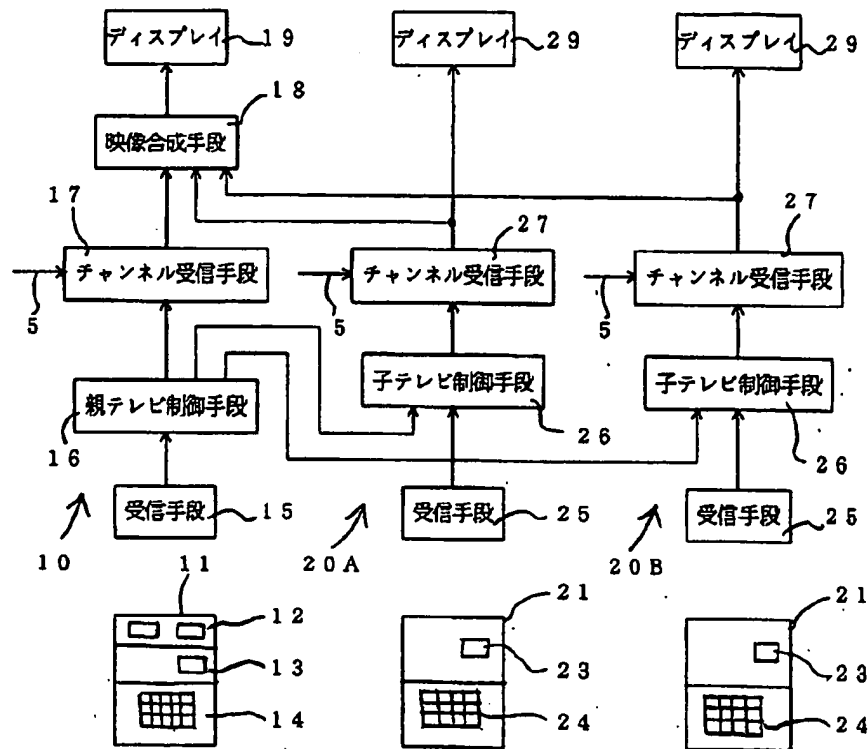 ディスプレイ 19
ディスプレイ 29
ディスプレイ 29
映像合成手段 18
17 チャンネル受信手段 5
チャンネル受信手段 27 5
チャンネル受信手段 27 5
親テレビ制御手段 16
子テレビ制御手段 26
子テレビ制御手段 26
受信手段 15
受信手段 25
受信手段 25
10
20A
20B
11
12
13
14
21
23
24
21
23
24